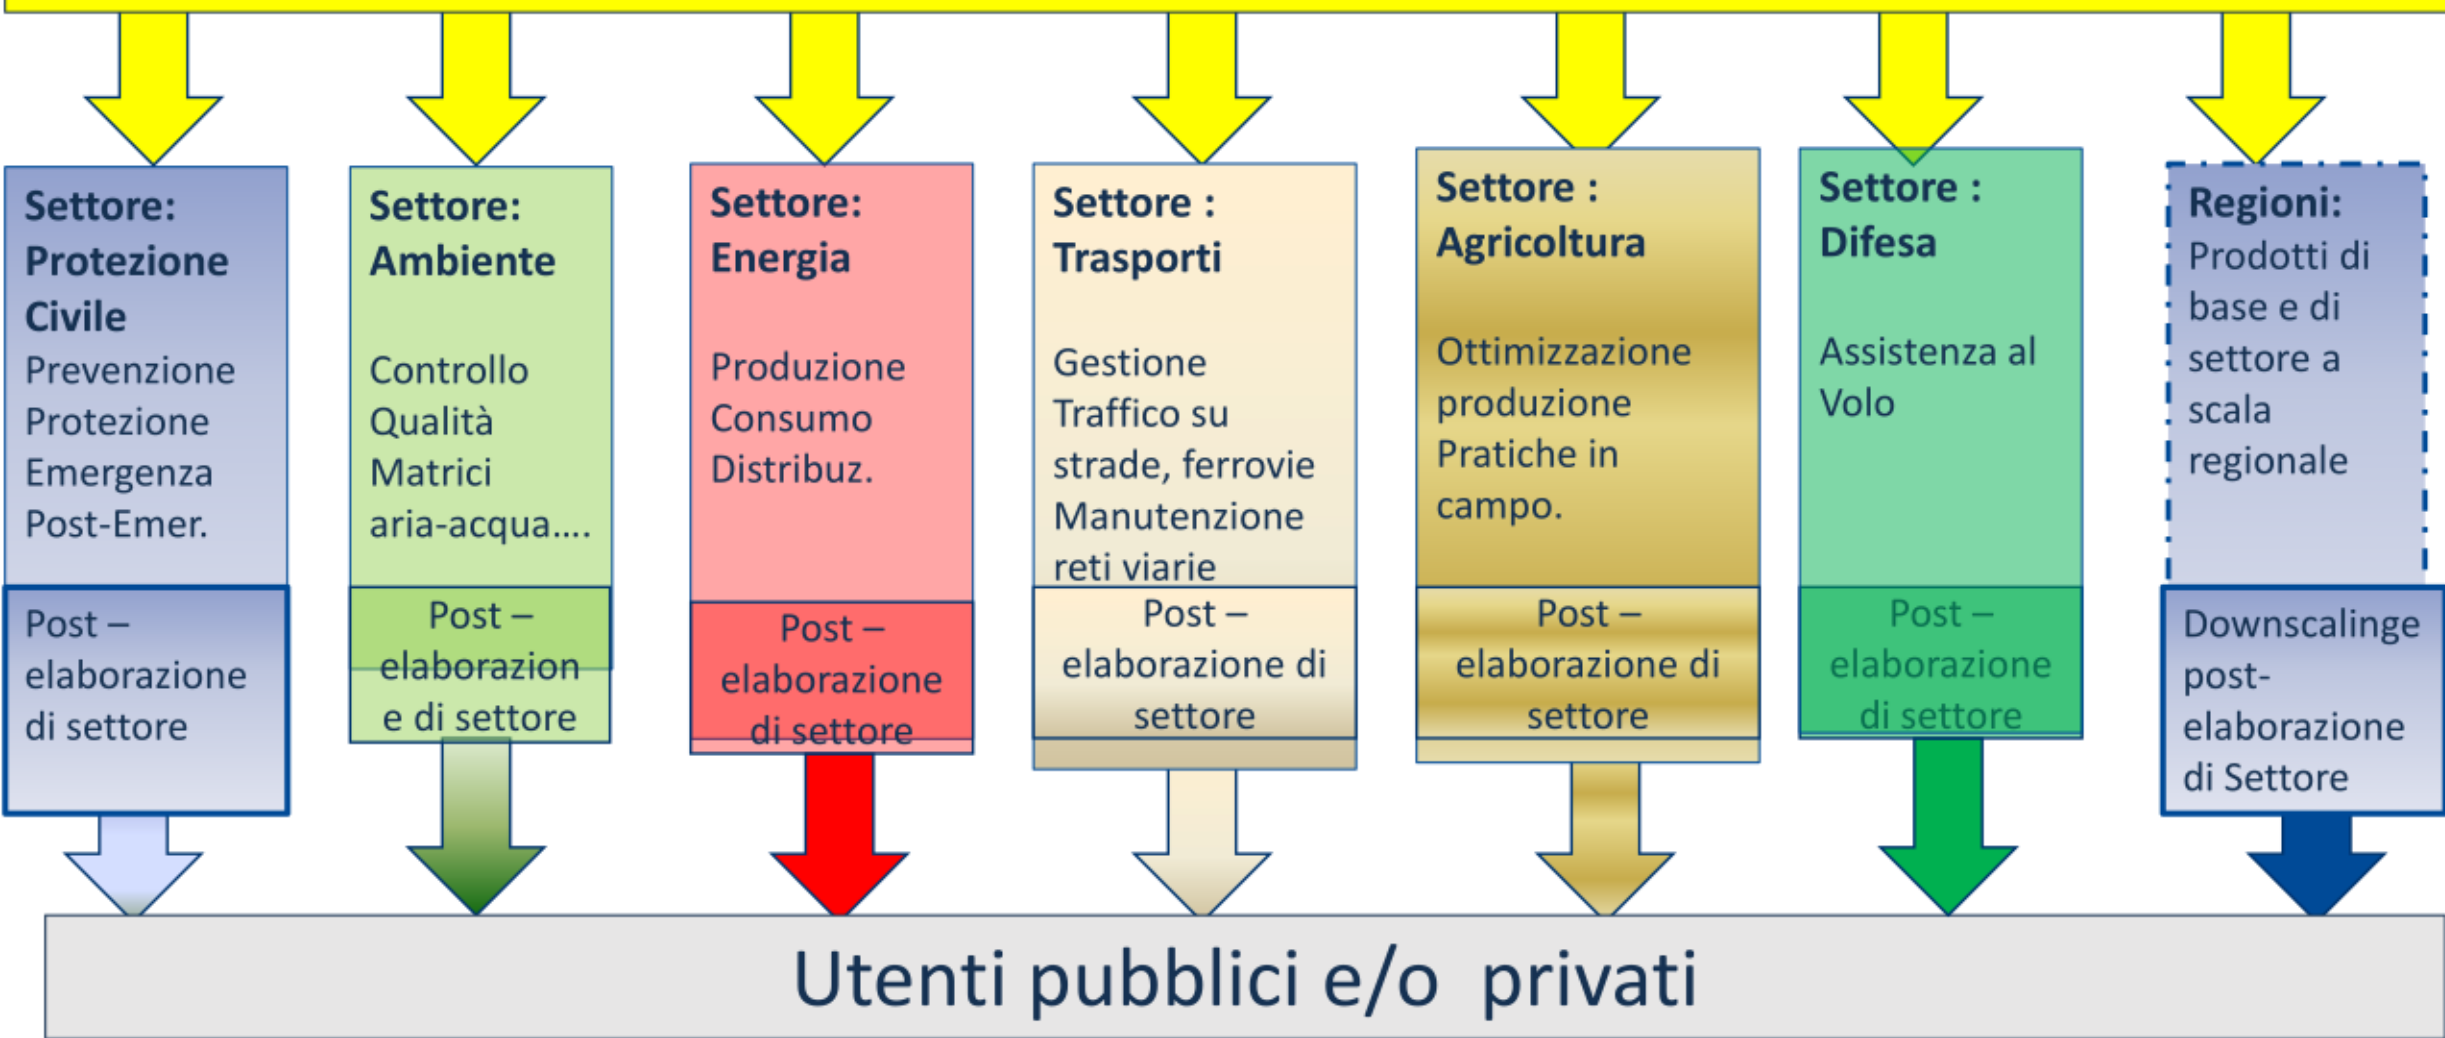 Settore:
Protezione
Civile
Prevenzione
Protezione
Emergenza
Post-Emer.
Post –
elaborazione
di settore
Settore:
Ambiente
Controllo
Qualità
Matrici
aria-acqua....
Post –
elaborazion
e di settore
Settore:
Energia
Produzione
Consumo
Distribuz.
Post –
elaborazione
di settore
Settore :
Trasporti
Gestione
Traffico su
strade, ferrovie
Manutenzione
reti viarie
Post –
elaborazione di
settore
Settore :
Agricoltura
Ottimizzazione
produzione
Pratiche in
campo.
Post –
elaborazione di
settore
Settore :
Difesa
Assistenza al
Volo
Post –
elaborazione
di settore
Regioni:
Prodotti di
base e di
settore a
scala
regionale
Downscalinge
post-
elaborazione
di Settore
Utenti pubblici e/o  privati